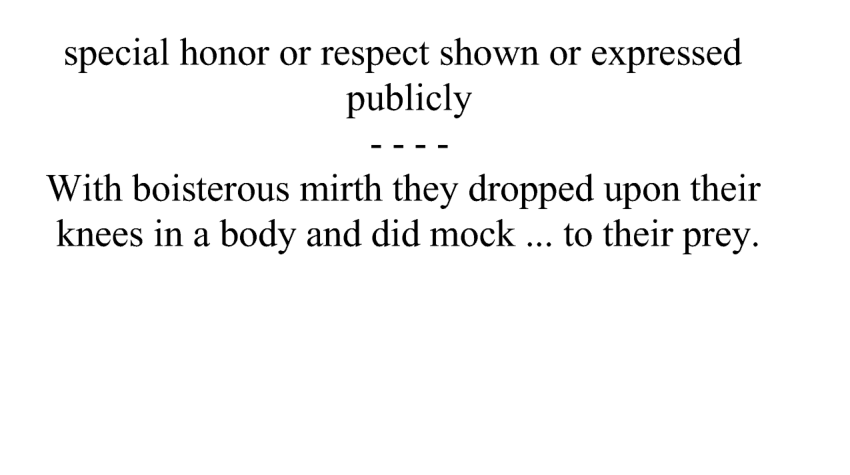 special honor or respect shown or expressed
publicly
- - - -
With boisterous mirth they dropped upon their
knees in a body and did mock ... to their prey.